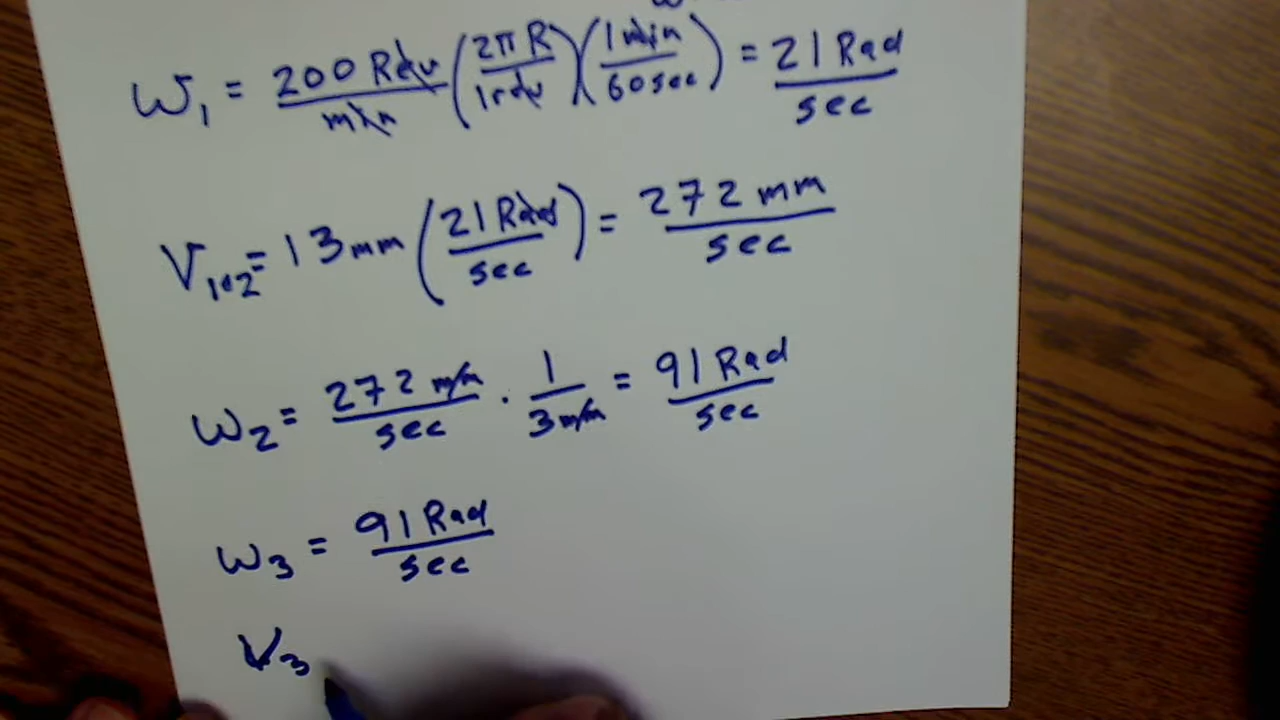 W₁ = 200 Rev/min (2π R/1 rev)(1 min/60 sec) = 21 Rad/sec
V₁₊₂ = 13 mm (21 Rad/sec) = 272 mm/sec
ω₂ = 272 mm/sec · 1/3 mm = 91 Rad/sec
ω₃ = 91 Rad/sec
V₃